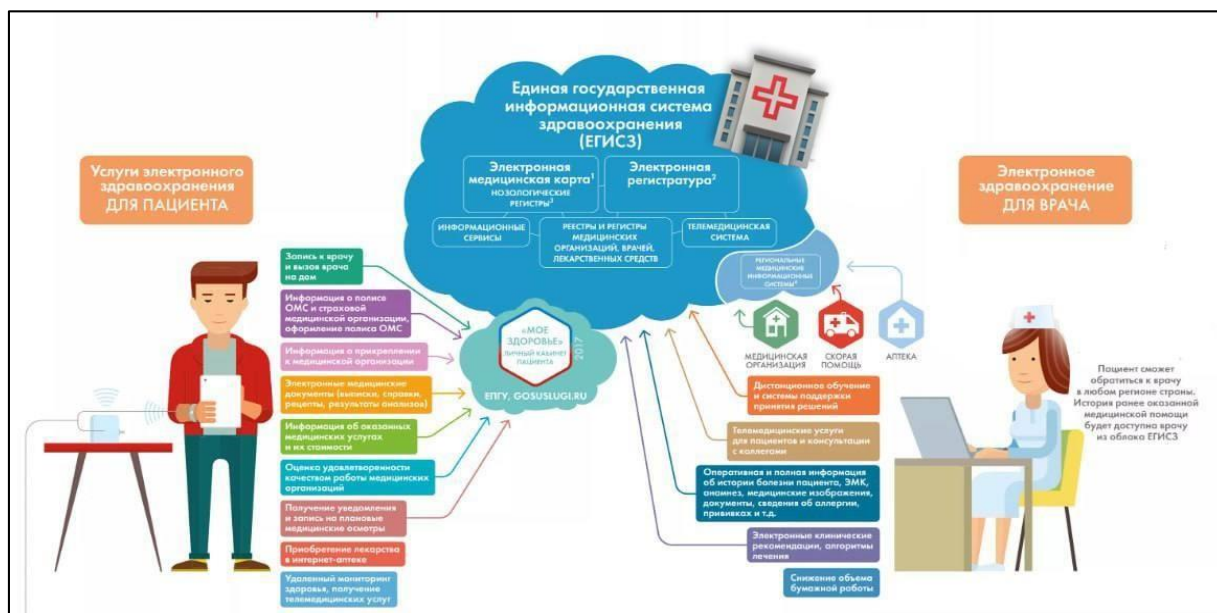 Единая государственная
информационная система
здравоохранения
(ЕГИСЗ)
Электронная
медицинская карта¹
НОЗОЛОГИЧЕСКИЕ
РЕГИСТРЫ³
Электронная
регистратура²
ИНФОРМАЦИОННЫЕ
СЕРВИСЫ
РЕЕСТРЫ И РЕГИСТРЫ
МЕДИЦИНСКИХ
ОРГАНИЗАЦИЙ, ВРАЧЕЙ,
ЛЕКАРСТВЕННЫХ СРЕДСТВ
ТЕЛЕМЕДИЦИНСКАЯ
СИСТЕМА
РЕГИОНАЛЬНЫЕ
МЕДИЦИНСКИЕ
ИНФОРМАЦИОННЫЕ
СИСТЕМЫ⁴
МЕДИЦИНСКАЯ
ОРГАНИЗАЦИЯ
СКОРАЯ
ПОМОЩЬ
АПТЕКА
Услуги электронного
здравоохранения
ДЛЯ ПАЦИЕНТА
Запись к врачу
и вызов врача
на дом
Информация о полисе
ОМС и страховой
медицинской организации,
оформление полиса ОМС
Информация о прикреплении
к медицинской организации
Электронные медицинские
документы (выписки, справки,
рецепты, результаты анализов)
Информация об оказанных
медицинских услугах
и их стоимости
Оценка удовлетворенности
качеством работы медицинских
организаций
Получение уведомления
и запись на плановые
медицинские осмотры
Приобретение лекарства
в интернет-аптеке
Удаленный мониторинг
здоровья, получение
телемедицинских услуг
«МОЕ
ЗДОРОВЬЕ»
ЛИЧНЫЙ КАБИНЕТ
ПАЦИЕНТА
2017
ЕПГУ, GOSUSLUGI.RU
Электронное
здравоохранение
ДЛЯ ВРАЧА
Дистанционное обучение
и системы поддержки
принятия решений
Телемедицинские услуги
для пациентов и консультации
с коллегами
Оперативная и полная информация
об истории болезни пациента, ЭМК,
анамнез, медицинские изображения,
документы, сведения об аллергии,
прививках и т.д.
Электронные клинические
рекомендации, алгоритмы
лечения
Снижение объема
бумажной работы
Пациент сможет
обратиться к врачу
в любом регионе страны.
История ранее оказанной
медицинской помощи
будет доступна врачу
из облака ЕГИСЗ